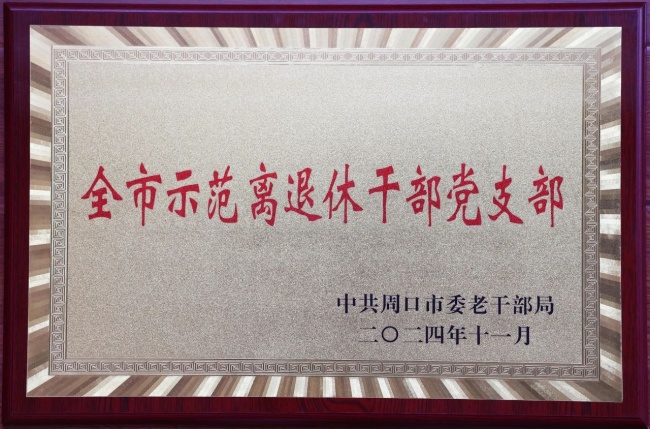 全市示范离退休干部党支部
中共周口市委老干部局
二〇二四年十一月